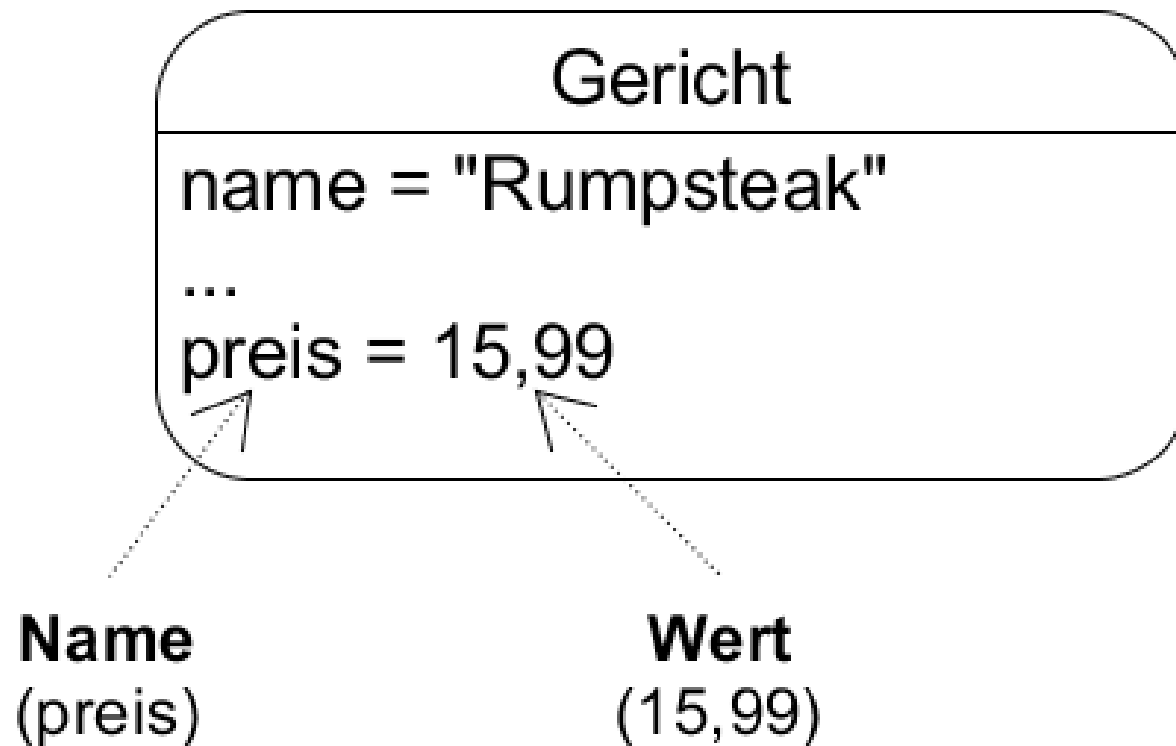 Gericht
name = "Rumpsteak"
...
preis = 15,99
Name Wert
(preis) (15,99)